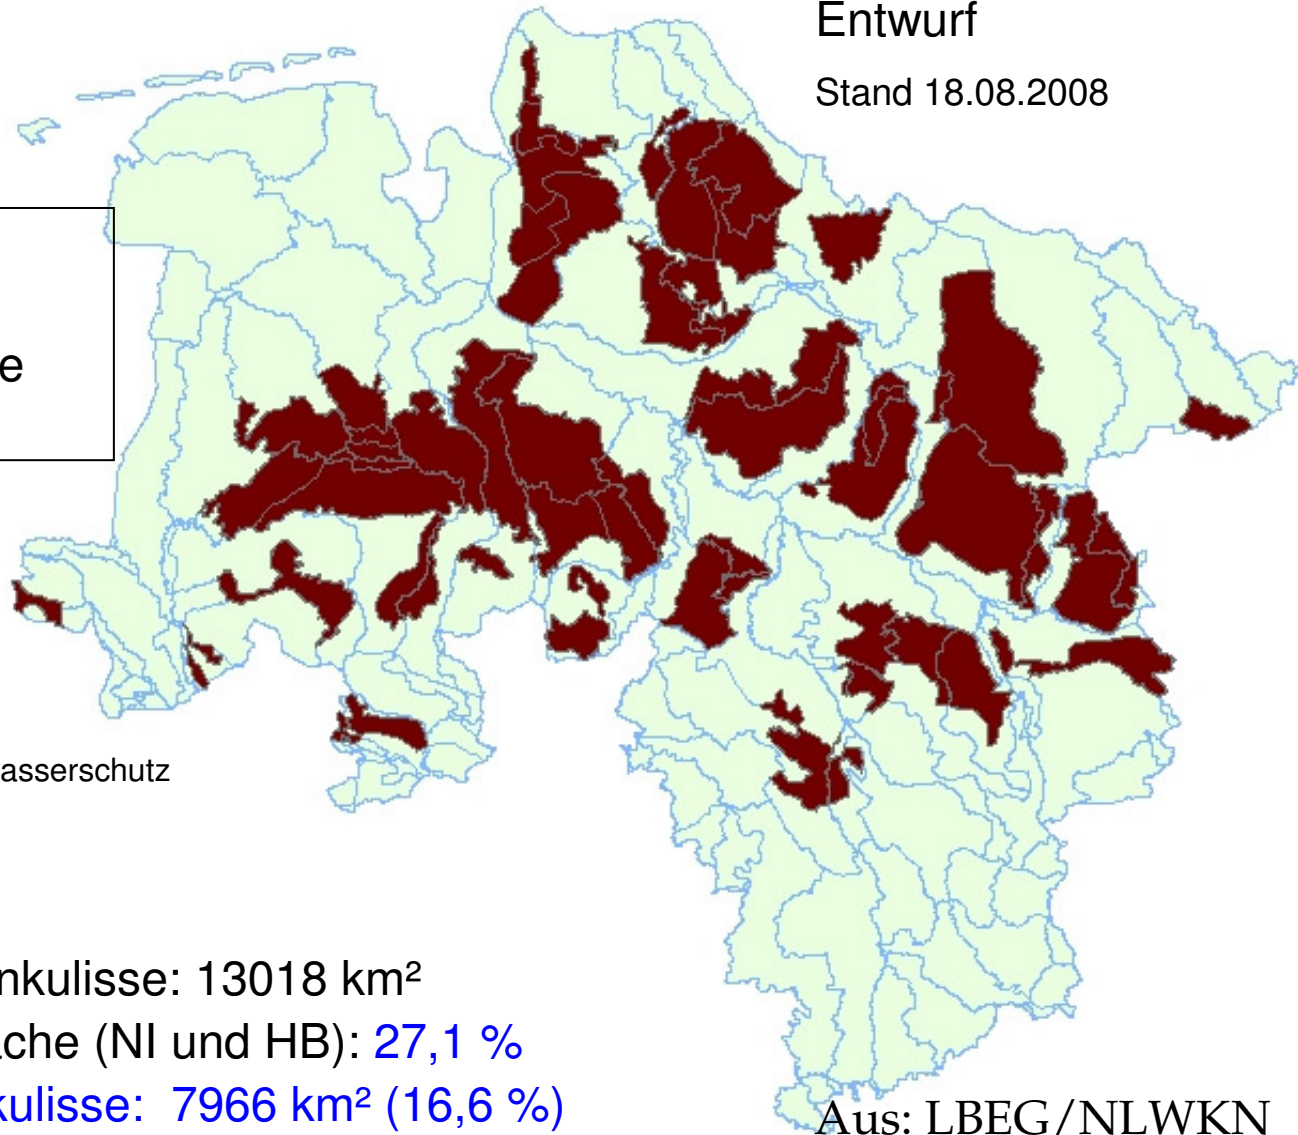 Entwurf
Stand 18.08.2008
e
asserschutz
nkulisse: 13018 km²
che (NI und HB): 27,1 %
kulisse: 7966 km² (16,6 %)
Aus: LBEG/NLWKN